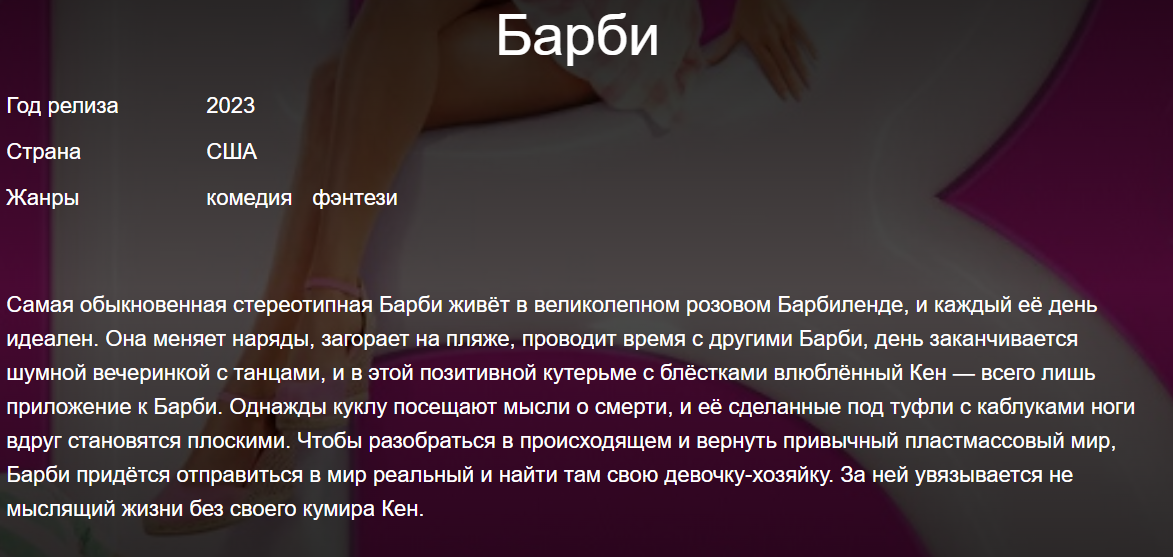 Барби
Год релиза 2023
Страна США
Жанры комедия фэнтези
Самая обыкновенная стереотипная Барби живёт в великолепном розовом Барбиленде, и каждый её день
идеален. Она меняет наряды, загорает на пляже, проводит время с другими Барби, день заканчивается
шумной вечеринкой с танцами, и в этой позитивной кутерьме с блёстками влюблённый Кен — всего лишь
приложение к Барби. Однажды куклу посещают мысли о смерти, и её сделанные под туфли с каблуками ноги
вдруг становятся плоскими. Чтобы разобраться в происходящем и вернуть привычный пластмассовый мир,
Барби придётся отправиться в мир реальный и найти там свою девочку-хозяйку. За ней увязывается не
мыслящий жизни без своего кумира Кен.